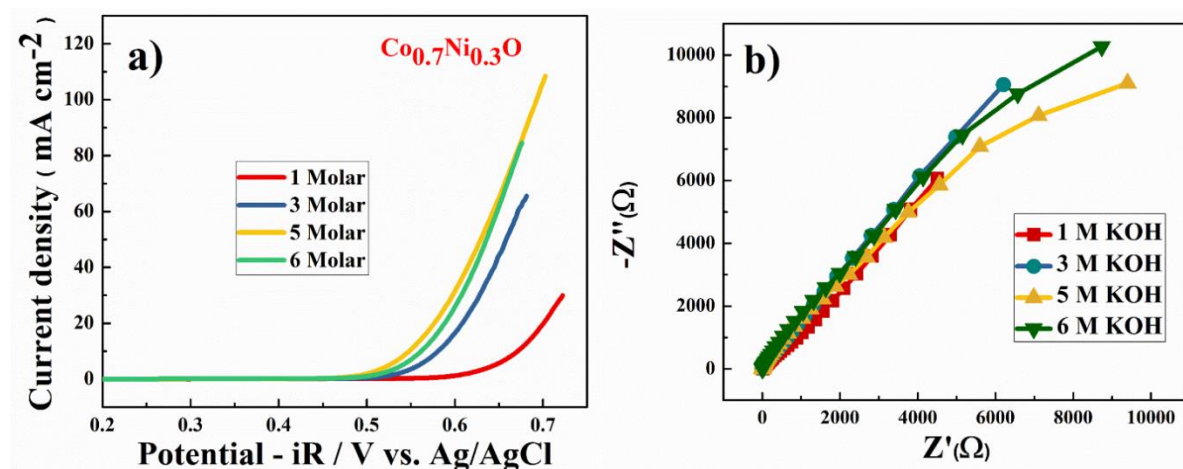 a)
Co0.7Ni0.3O
120
100
80
60
40
20
0
Current density ( mA cm-2)
1 Molar
3 Molar
5 Molar
6 Molar
0.2 0.3 0.4 0.5 0.6 0.7
Potential - iR / V vs. Ag/AgCl
b)
10000
8000
6000
4000
2000
0
-Z''(Ω)
1 M KOH
3 M KOH
5 M KOH
6 M KOH
0 2000 4000 6000 8000 10000
Z'(Ω)